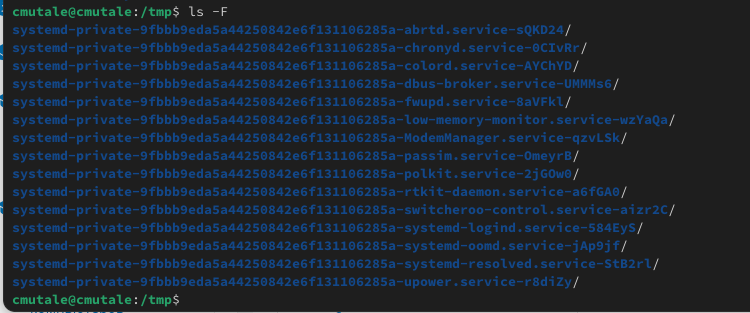 cmutale@cmutale:/tmp$ ls -F
systemd-private-9fbbb9eda5a44250842e6f131106285a-abrtd.service-sQKD24/
systemd-private-9fbbb9eda5a44250842e6f131106285a-chronyd.service-0CIvRr/
systemd-private-9fbbb9eda5a44250842e6f131106285a-colord.service-AYChYD/
systemd-private-9fbbb9eda5a44250842e6f131106285a-dbus-broker.service-UMMMs6/
systemd-private-9fbbb9eda5a44250842e6f131106285a-fwupd.service-8aVFkl/
systemd-private-9fbbb9eda5a44250842e6f131106285a-low-memory-monitor.service-wzYaQa/
systemd-private-9fbbb9eda5a44250842e6f131106285a-ModemManager.service-qzvLSk/
systemd-private-9fbbb9eda5a44250842e6f131106285a-passim.service-OmeyrB/
systemd-private-9fbbb9eda5a44250842e6f131106285a-polkit.service-2jGOw0/
systemd-private-9fbbb9eda5a44250842e6f131106285a-rtkit-daemon.service-a6fGA0/
systemd-private-9fbbb9eda5a44250842e6f131106285a-switcheroo-control.service-aizr2C/
systemd-private-9fbbb9eda5a44250842e6f131106285a-systemd-logind.service-584EyS/
systemd-private-9fbbb9eda5a44250842e6f131106285a-systemd-oomd.service-jAp9jf/
systemd-private-9fbbb9eda5a44250842e6f131106285a-systemd-resolved.service-StB2rl/
systemd-private-9fbbb9eda5a44250842e6f131106285a-upower.service-r8diZy/
cmutale@cmutale:/tmp$